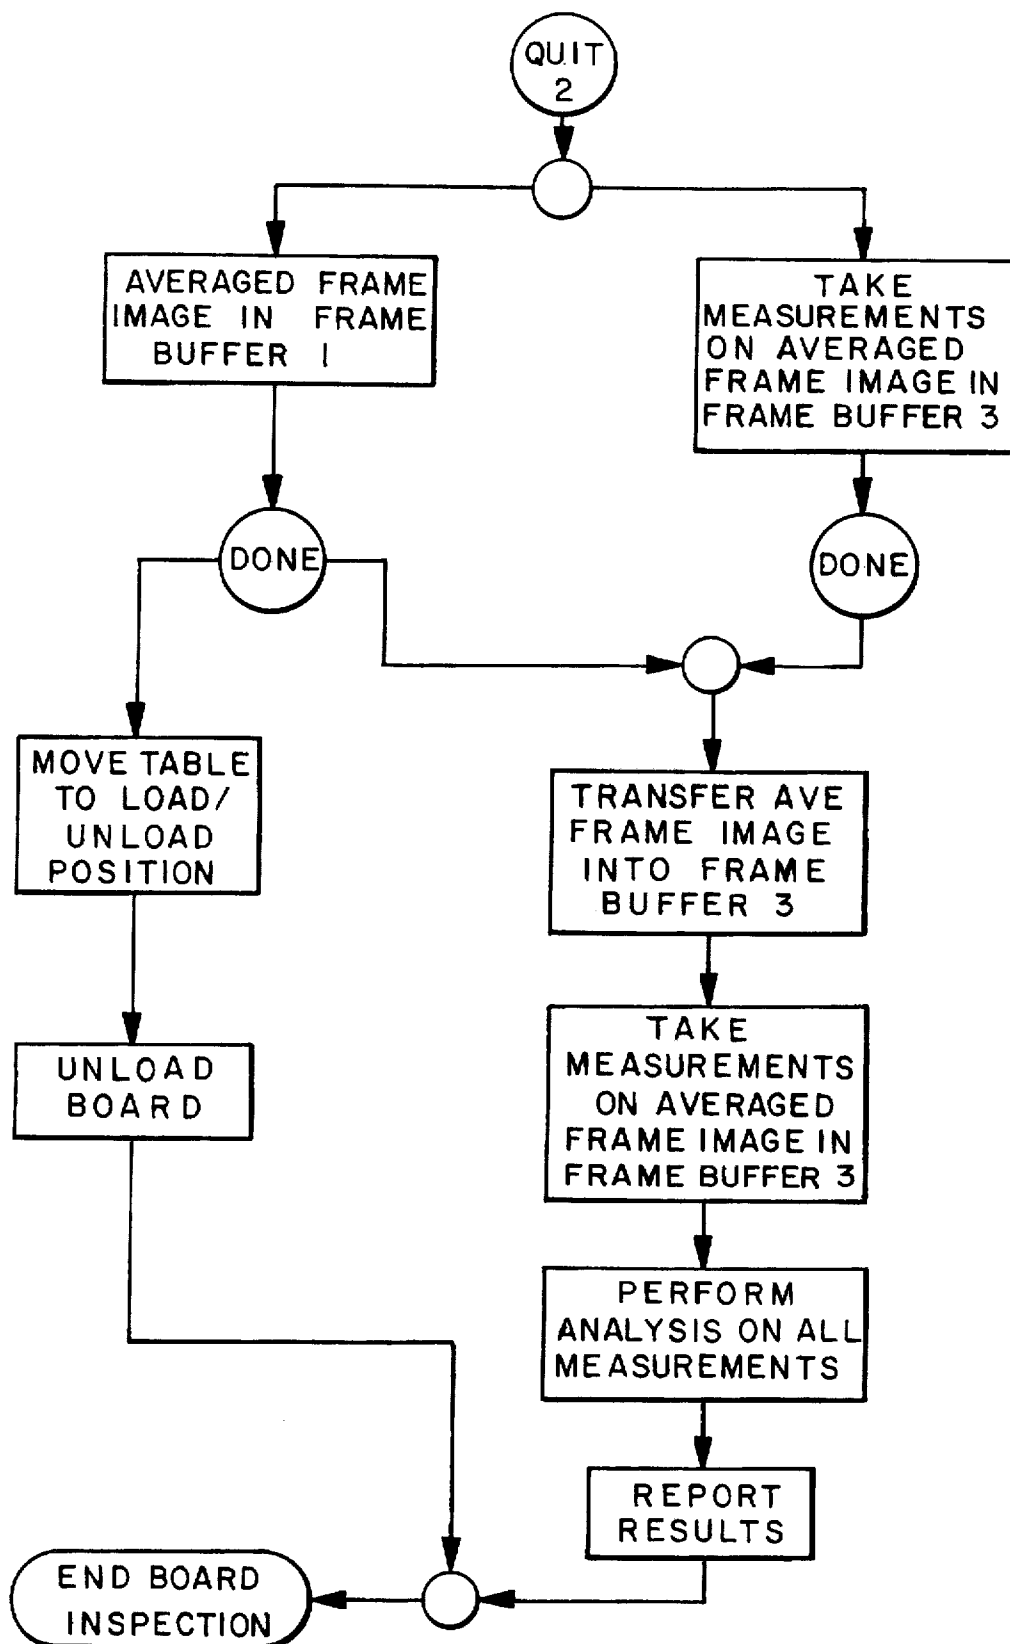 QUIT
2
AVERAGED FRAME
IMAGE IN FRAME
BUFFER 1
TAKE
MEASUREMENTS
ON AVERAGED
FRAME IMAGE IN
FRAME BUFFER 3
DONE
DONE
MOVE TABLE
TO LOAD/
UNLOAD
POSITION
TRANSFER AVE
FRAME IMAGE
INTO FRAME
BUFFER 3
UNLOAD
BOARD
TAKE
MEASUREMENTS
ON AVERAGED
FRAME IMAGE IN
FRAME BUFFER 3
PERFORM
ANALYSIS ON ALL
MEASUREMENTS
REPORT
RESULTS
END BOARD
INSPECTION